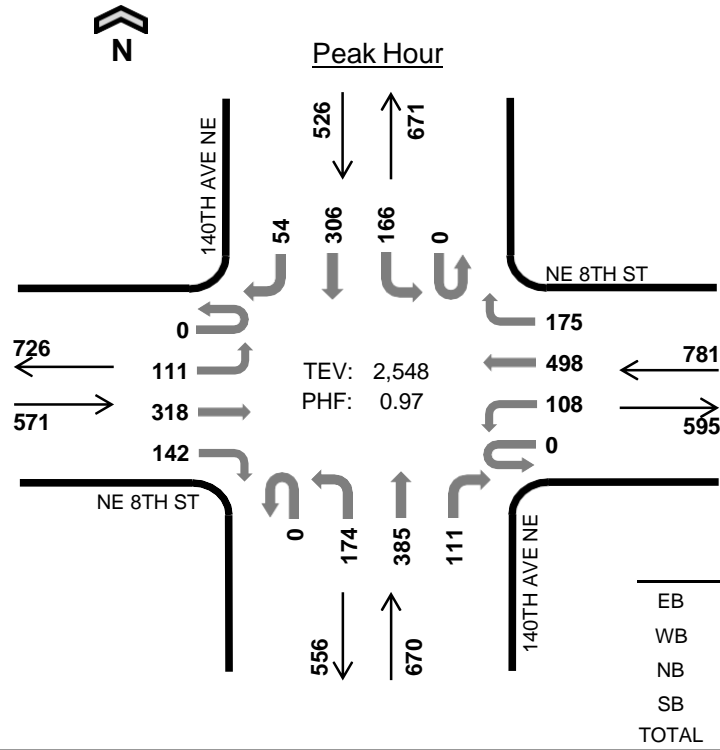 N
Peak Hour
140TH AVE NE
526
671
54
306
166
0
NE 8TH ST
0
175
726
111
TEV: 2,548
498
781
571
318
PHF: 0.97
108
595
142
0
NE 8TH ST
0
174
385
111
140TH AVE NE
556
670
EB
WB
NB
SB
TOTAL